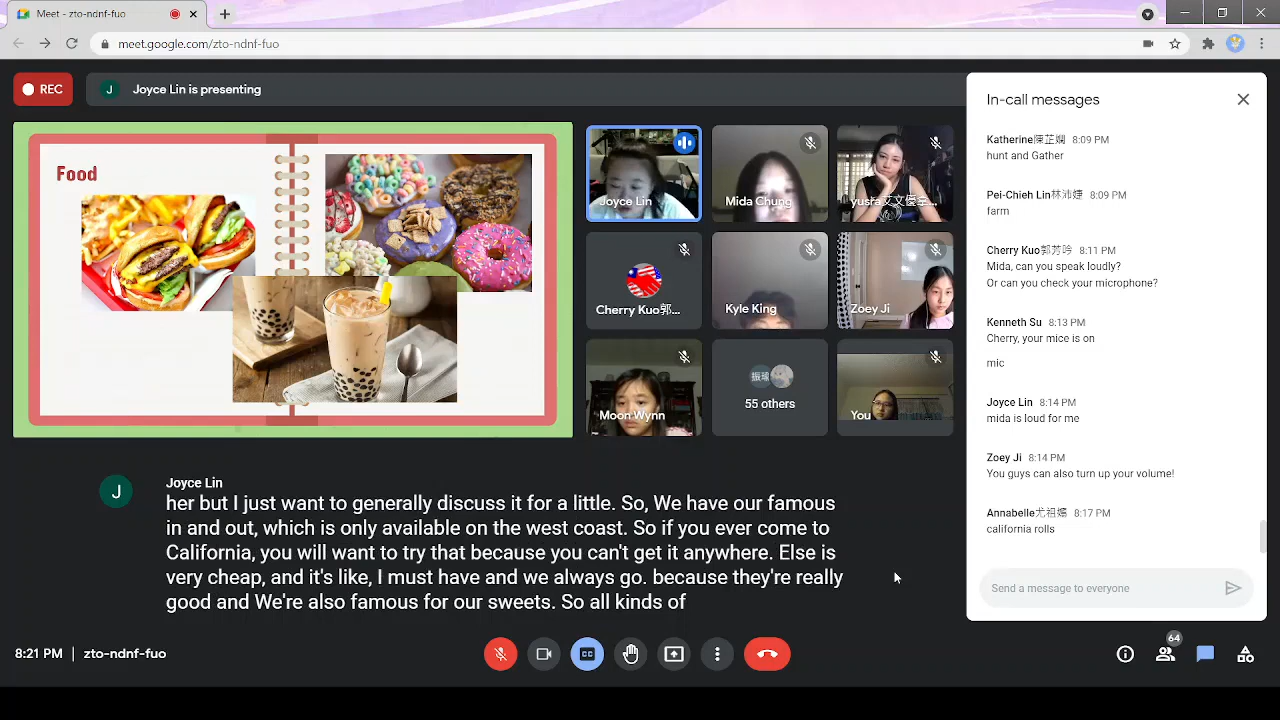 Meet - zto-ndnf-fuo
meet.google.com/zto-ndnf-fuo
REC
J
Joyce Lin is presenting
Food
Joyce Lin
Mida Chung
Cherry Kuo郭...
Kyle King
Zoey Ji
Moon Wynn
55 others
You
J
Joyce Lin
her but I just want to generally discuss it for a little. So, We have our famous
in and out, which is only available on the west coast. So if you ever come to
California, you will want to try that because you can't get it anywhere. Else is
very cheap, and it's like, I must have and we always go. because they're really
good and We're also famous for our sweets. So all kinds of
8:21 PM | zto-ndnf-fuo
In-call messages
Katherine陳芷嫻 8:09 PM
hunt and Gather
Pei-Chieh Lin林沛婕 8:09 PM
farm
Cherry Kuo郭芳吟 8:11 PM
Mida, can you speak loudly?
Or can you check your microphone?
Kenneth Su 8:13 PM
Cherry, your mice is on
mic
Joyce Lin 8:14 PM
mida is loud for me
Zoey Ji 8:14 PM
You guys can also turn up your volume!
Annabelle尤祖嫣 8:17 PM
california rolls
Send a message to everyone
64